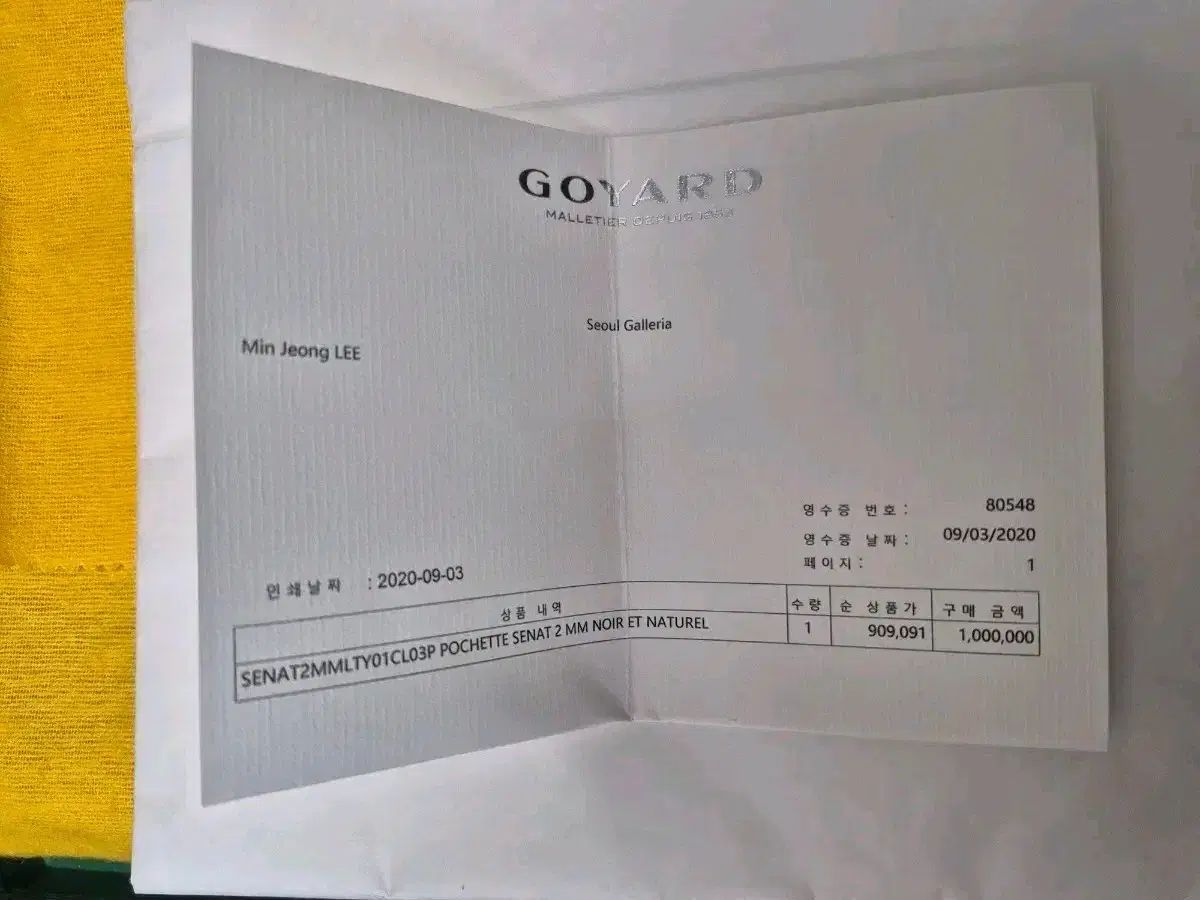 GOYARD
MALLETIER DEPUIS 1853
Seoul Galleria
Min Jeong LEE
영수증 번호: 80548
영수증 날짜: 09/03/2020
페이지: 1
인쇄날짜 : 2020-09-03
상품 내역 수량 순 상품가 구매 금액
SENAT2MMLTY01CL03P POCHETTE SENAT 2 MM NOIR ET NATUREL 1 909,091 1,000,000